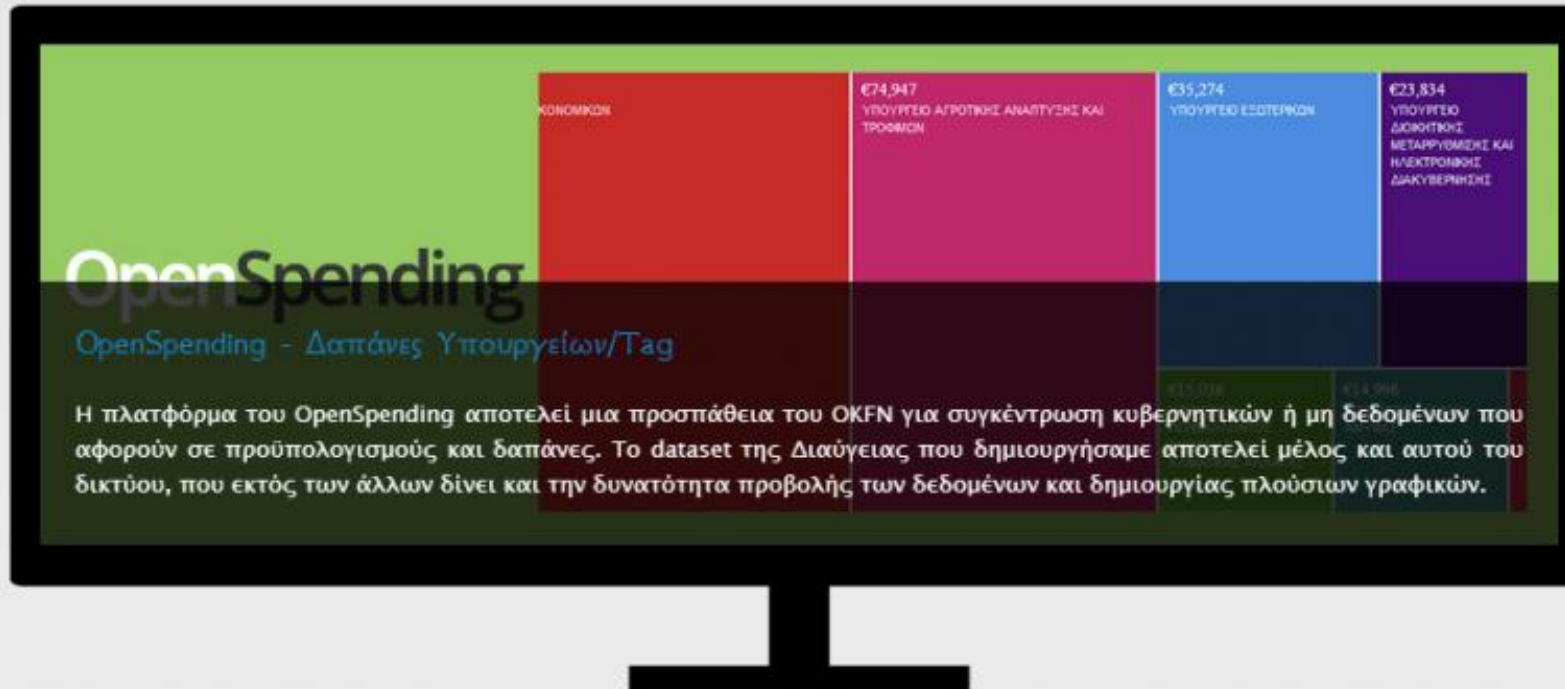 ΚΟΝΟΜΙΚΩΝ
€74,947
ΥΠΟΥΡΓΕΙΟ ΑΓΡΟΤΙΚΗΣ ΑΝΑΠΤΥΞΗΣ ΚΑΙ
ΤΡΟΦΙΜΩΝ
€35,274
ΥΠΟΥΡΓΕΙΟ ΕΞΩΤΕΡΙΚΩΝ
€23,834
ΥΠΟΥΡΓΕΙΟ
ΔΙΟΙΚΗΤΙΚΗΣ
ΜΕΤΑΡΡΥΘΜΙΣΗΣ ΚΑΙ
ΗΛΕΚΤΡΟΝΙΚΗΣ
ΔΙΑΚΥΒΕΡΝΗΣΗΣ
OpenSpending
OpenSpending - Δαπάνες Υπουργείων/Tag
Η πλατφόρμα του OpenSpending αποτελεί μια προσπάθεια του OKFN για συγκέντρωση κυβερνητικών ή μη δεδομένων που
αφορούν σε προϋπολογισμούς και δαπάνες. Το dataset της Διαύγειας που δημιουργήσαμε αποτελεί μέλος και αυτού του
δικτύου, που εκτός των άλλων δίνει και την δυνατότητα προβολής των δεδομένων και δημιουργίας πλούσιων γραφικών.